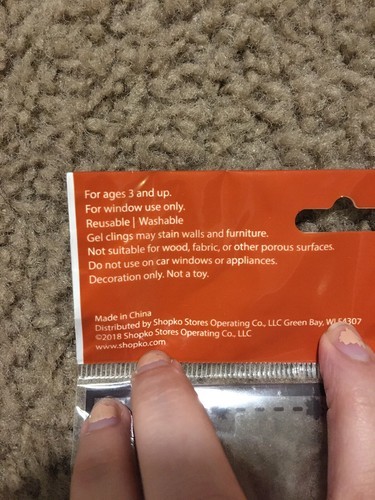 For ages 3 and up.
For window use only.
Reusable | Washable
Gel clings may stain walls and furniture.
Not suitable for wood, fabric, or other porous surfaces.
Do not use on car windows or appliances.
Decoration only. Not a toy.
Made in China
Distributed by Shopko Stores Operating Co., LLC Green Bay, WI 54307
©2018 Shopko Stores Operating Co., LLC
www.shopko.com